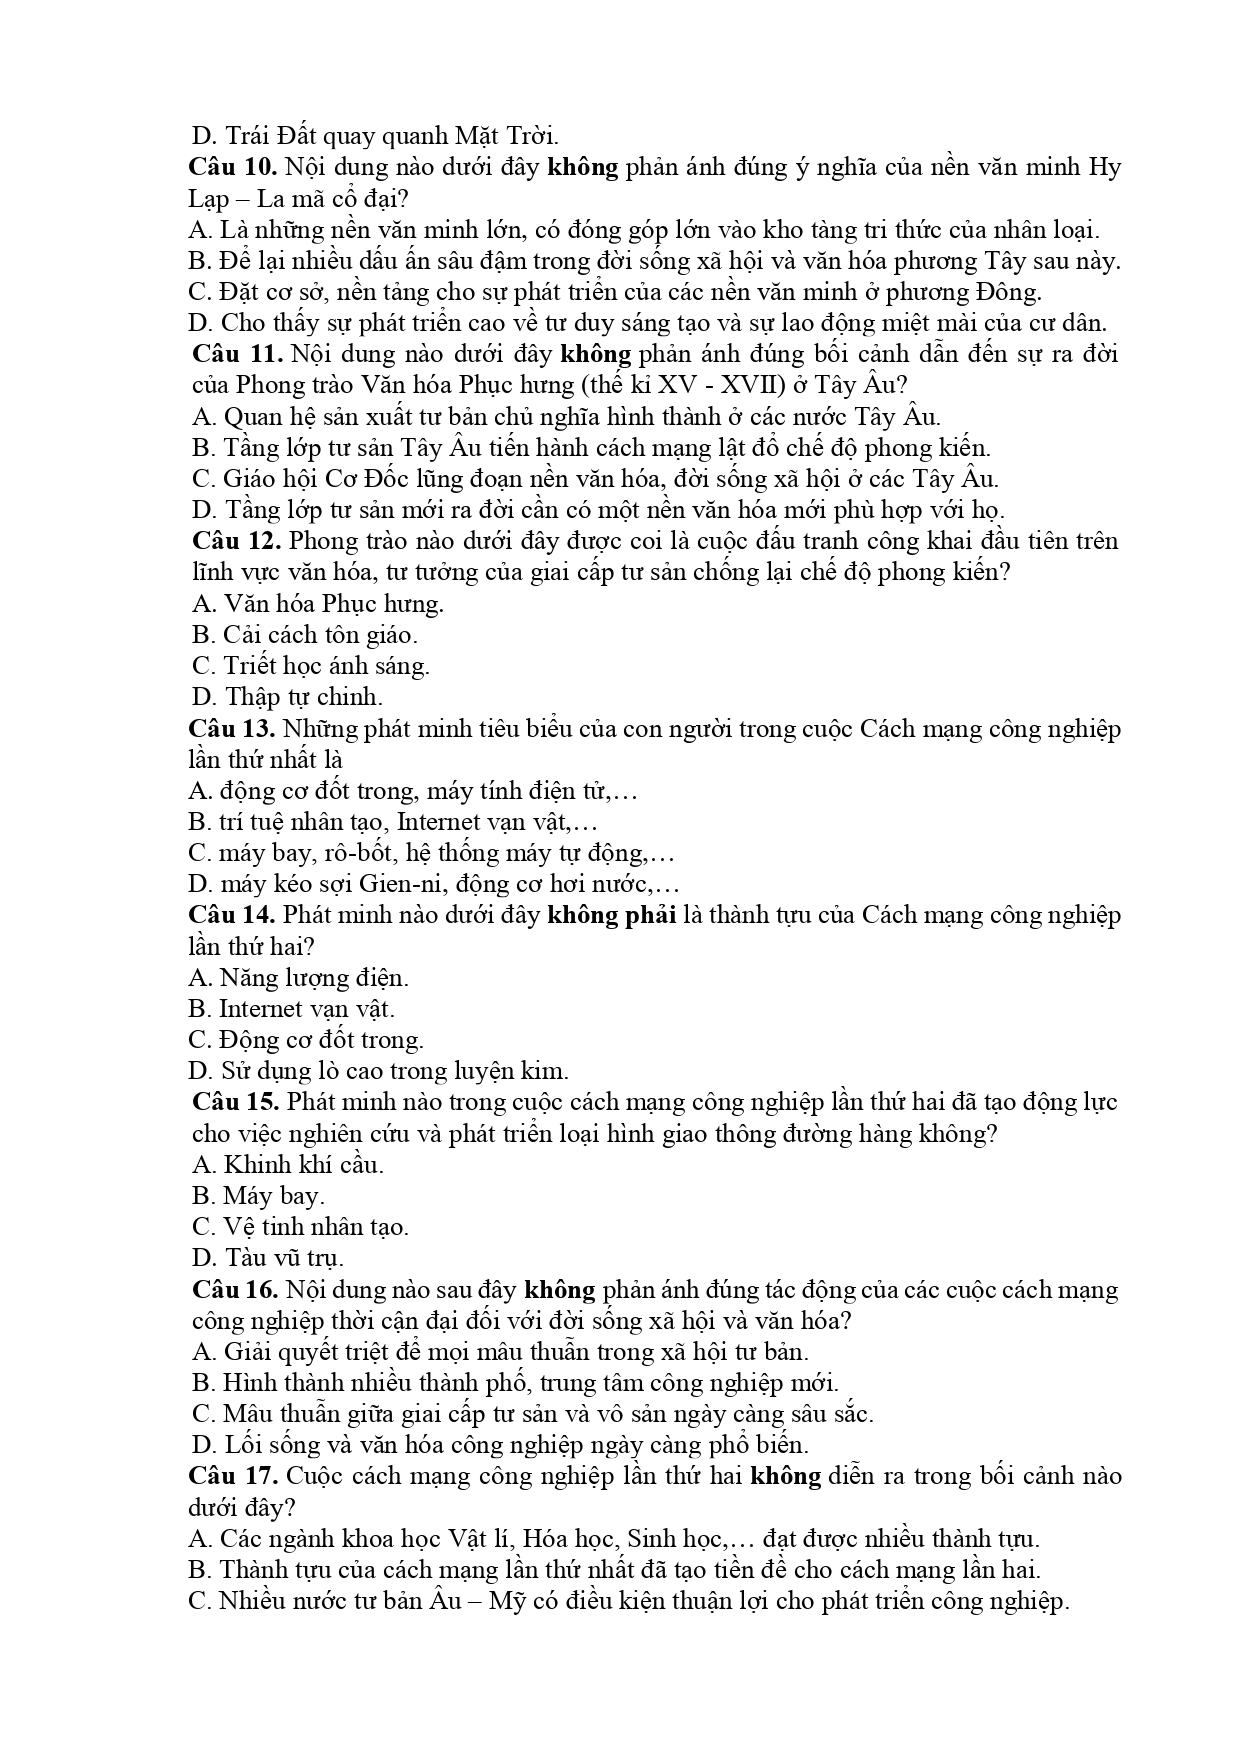 D. Trái Đất quay quanh Mặt Trời.
Câu 10. Nội dung nào dưới đây không phản ánh đúng ý nghĩa của nền văn minh Hy
Lạp – La mã cổ đại?
A. Là những nền văn minh lớn, có đóng góp lớn vào kho tàng tri thức của nhân loại.
B. Để lại nhiều dấu ấn sâu đậm trong đời sống xã hội và văn hóa phương Tây sau này.
C. Đặt cơ sở, nền tảng cho sự phát triển của các nền văn minh ở phương Đông.
D. Cho thấy sự phát triển cao về tư duy sáng tạo và sự lao động miệt mài của cư dân.
Câu 11. Nội dung nào dưới đây không phản ánh đúng bối cảnh dẫn đến sự ra đời
của Phong trào Văn hóa Phục hưng (thế kỉ XV - XVII) ở Tây Âu?
A. Quan hệ sản xuất tư bản chủ nghĩa hình thành ở các nước Tây Âu.
B. Tầng lớp tư sản Tây Âu tiến hành cách mạng lật đổ chế độ phong kiến.
C. Giáo hội Cơ Đốc lũng đoạn nền văn hóa, đời sống xã hội ở các Tây Âu.
D. Tầng lớp tư sản mới ra đời cần có một nền văn hóa mới phù hợp với họ.
Câu 12. Phong trào nào dưới đây được coi là cuộc đấu tranh công khai đầu tiên trên
lĩnh vực văn hóa, tư tưởng của giai cấp tư sản chống lại chế độ phong kiến?
A. Văn hóa Phục hưng.
B. Cải cách tôn giáo.
C. Triết học ánh sáng.
D. Thập tự chinh.
Câu 13. Những phát minh tiêu biểu của con người trong cuộc Cách mạng công nghiệp
lần thứ nhất là
A. động cơ đốt trong, máy tính điện tử,…
B. trí tuệ nhân tạo, Internet vạn vật,…
C. máy bay, rô-bốt, hệ thống máy tự động,…
D. máy kéo sợi Gien-ni, động cơ hơi nước,…
Câu 14. Phát minh nào dưới đây không phải là thành tựu của Cách mạng công nghiệp
lần thứ hai?
A. Năng lượng điện.
B. Internet vạn vật.
C. Động cơ đốt trong.
D. Sử dụng lò cao trong luyện kim.
Câu 15. Phát minh nào trong cuộc cách mạng công nghiệp lần thứ hai đã tạo động lực
cho việc nghiên cứu và phát triển loại hình giao thông đường hàng không?
A. Khinh khí cầu.
B. Máy bay.
C. Vệ tinh nhân tạo.
D. Tàu vũ trụ.
Câu 16. Nội dung nào sau đây không phản ánh đúng tác động của các cuộc cách mạng
công nghiệp thời cận đại đối với đời sống xã hội và văn hóa?
A. Giải quyết triệt để mọi mâu thuẫn trong xã hội tư bản.
B. Hình thành nhiều thành phố, trung tâm công nghiệp mới.
C. Mâu thuẫn giữa giai cấp tư sản và vô sản ngày càng sâu sắc.
D. Lối sống và văn hóa công nghiệp ngày càng phổ biến.
Câu 17. Cuộc cách mạng công nghiệp lần thứ hai không diễn ra trong bối cảnh nào
dưới đây?
A. Các ngành khoa học Vật lí, Hóa học, Sinh học,… đạt được nhiều thành tựu.
B. Thành tựu của cách mạng lần thứ nhất đã tạo tiền đề cho cách mạng lần hai.
C. Nhiều nước tư bản Âu – Mỹ có điều kiện thuận lợi cho phát triển công nghiệp.